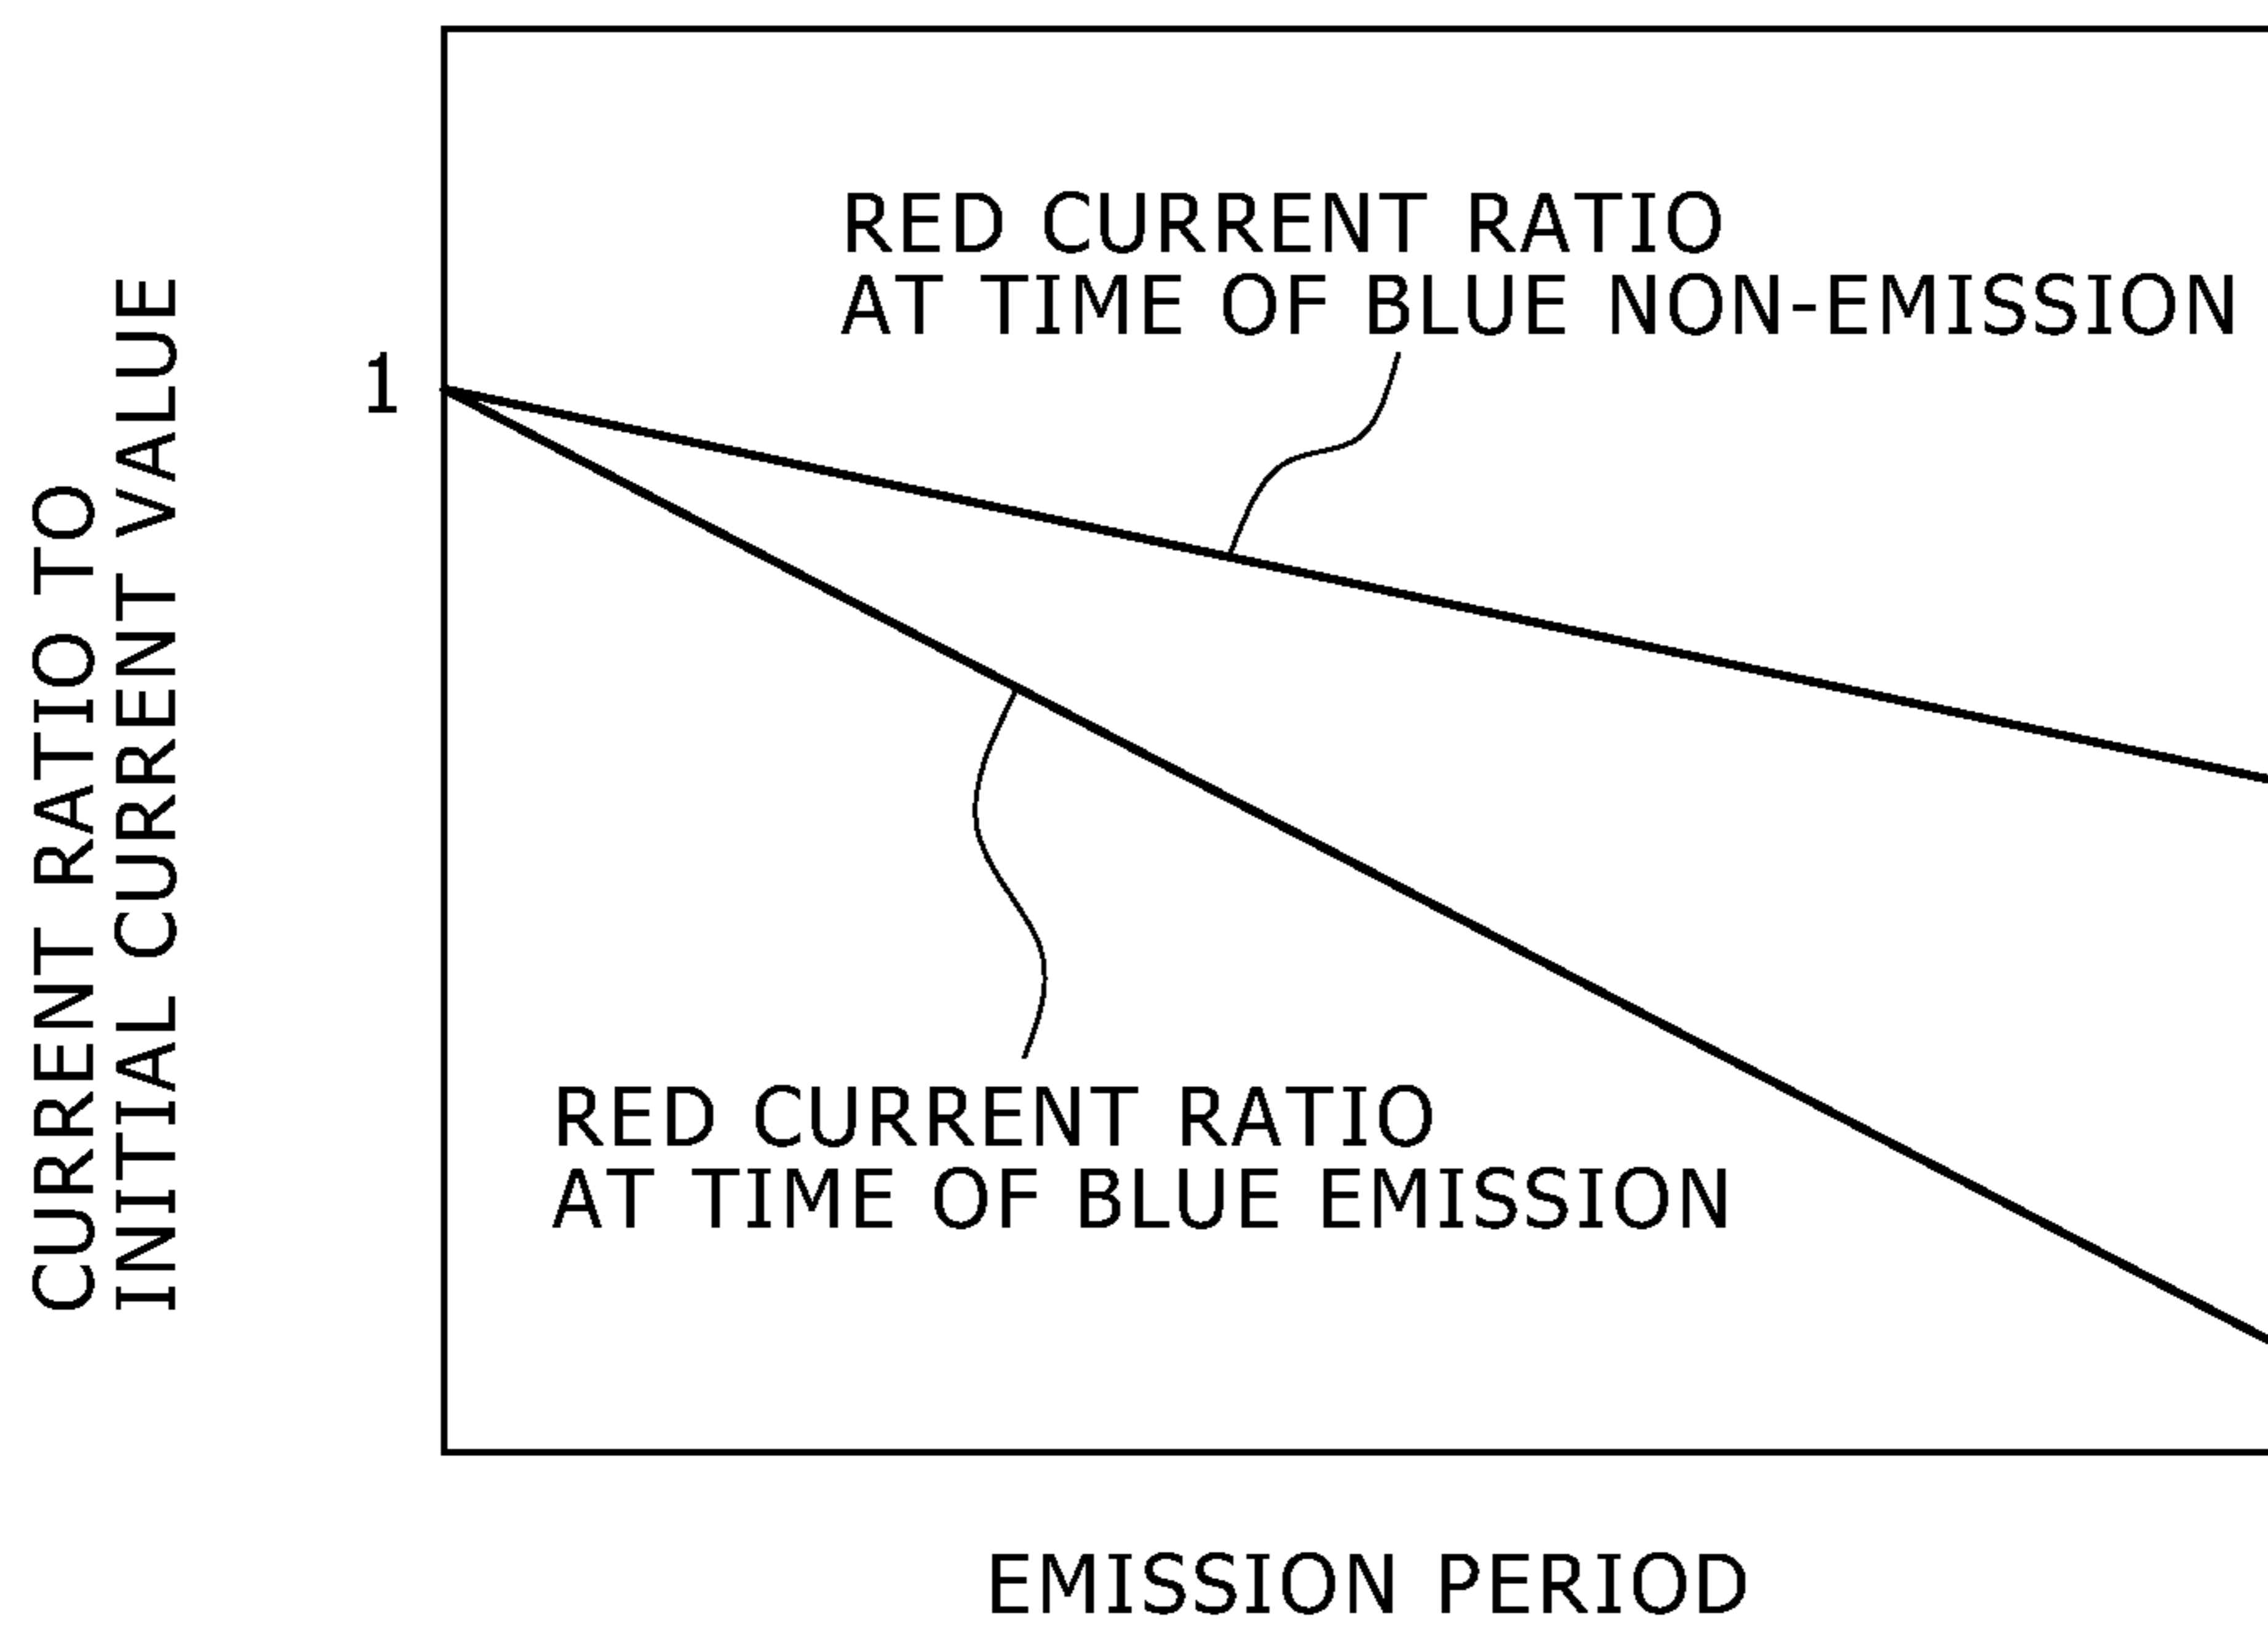 CURRENT RATIO TO
INITIAL CURRENT VALUE
1
RED CURRENT RATIO
AT TIME OF BLUE NON-EMISSION
RED CURRENT RATIO
AT TIME OF BLUE EMISSION
EMISSION PERIOD